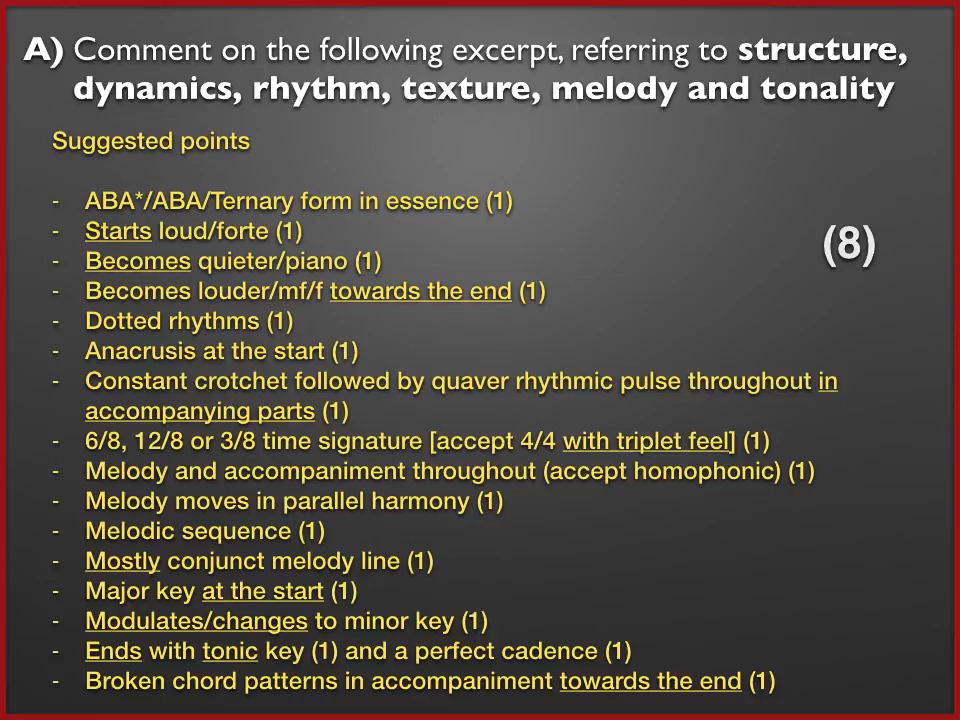 A) Comment on the following excerpt, referring to structure,
dynamics, rhythm, texture, melody and tonality
Suggested points
- ABA*/ABA/Ternary form in essence (1)
- Starts loud/forte (1)
(8)
- Becomes quieter/piano (1)
- Becomes louder/mf/f towards the end (1)
- Dotted rhythms (1)
- Anacrusis at the start (1)
- Constant crotchet followed by quaver rhythmic pulse throughout in
accompanying parts (1)
- 6/8, 12/8 or 3/8 time signature [accept 4/4 with triplet feel] (1)
- Melody and accompaniment throughout (accept homophonic) (1)
- Melody moves in parallel harmony (1)
- Melodic sequence (1)
- Mostly conjunct melody line (1)
- Major key at the start (1)
- Modulates/changes to minor key (1)
- Ends with tonic key (1) and a perfect cadence (1)
- Broken chord patterns in accompaniment towards the end (1)